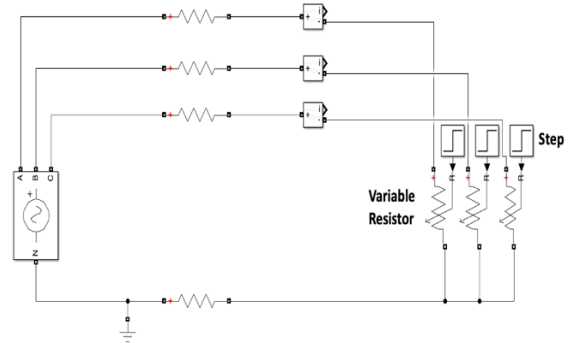 i
i
i
A B C
Step
R R R
Variable
Resistor
N